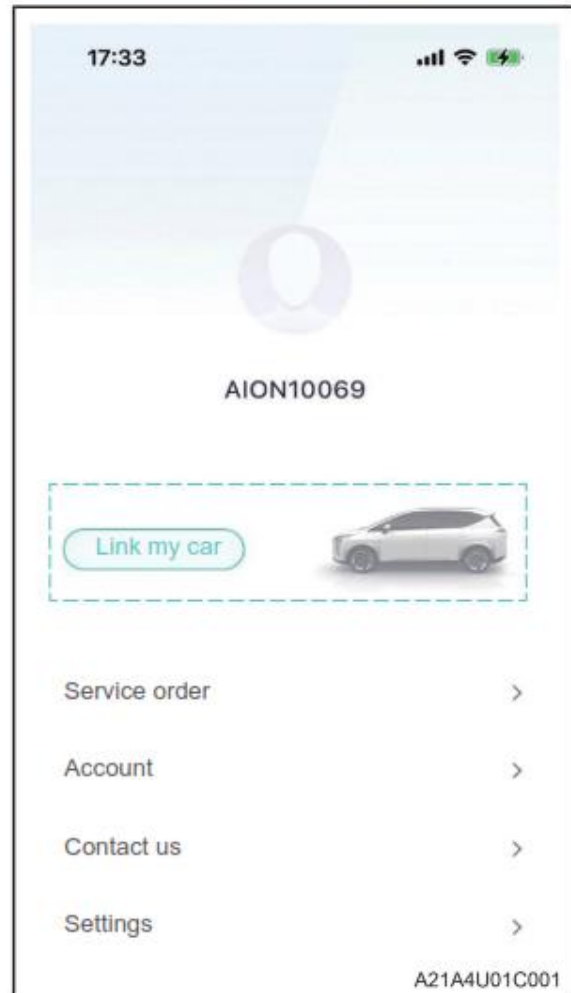 17:33
AION10069
Link my car
Service order
Account
Contact us
Settings
A21A4U01C001